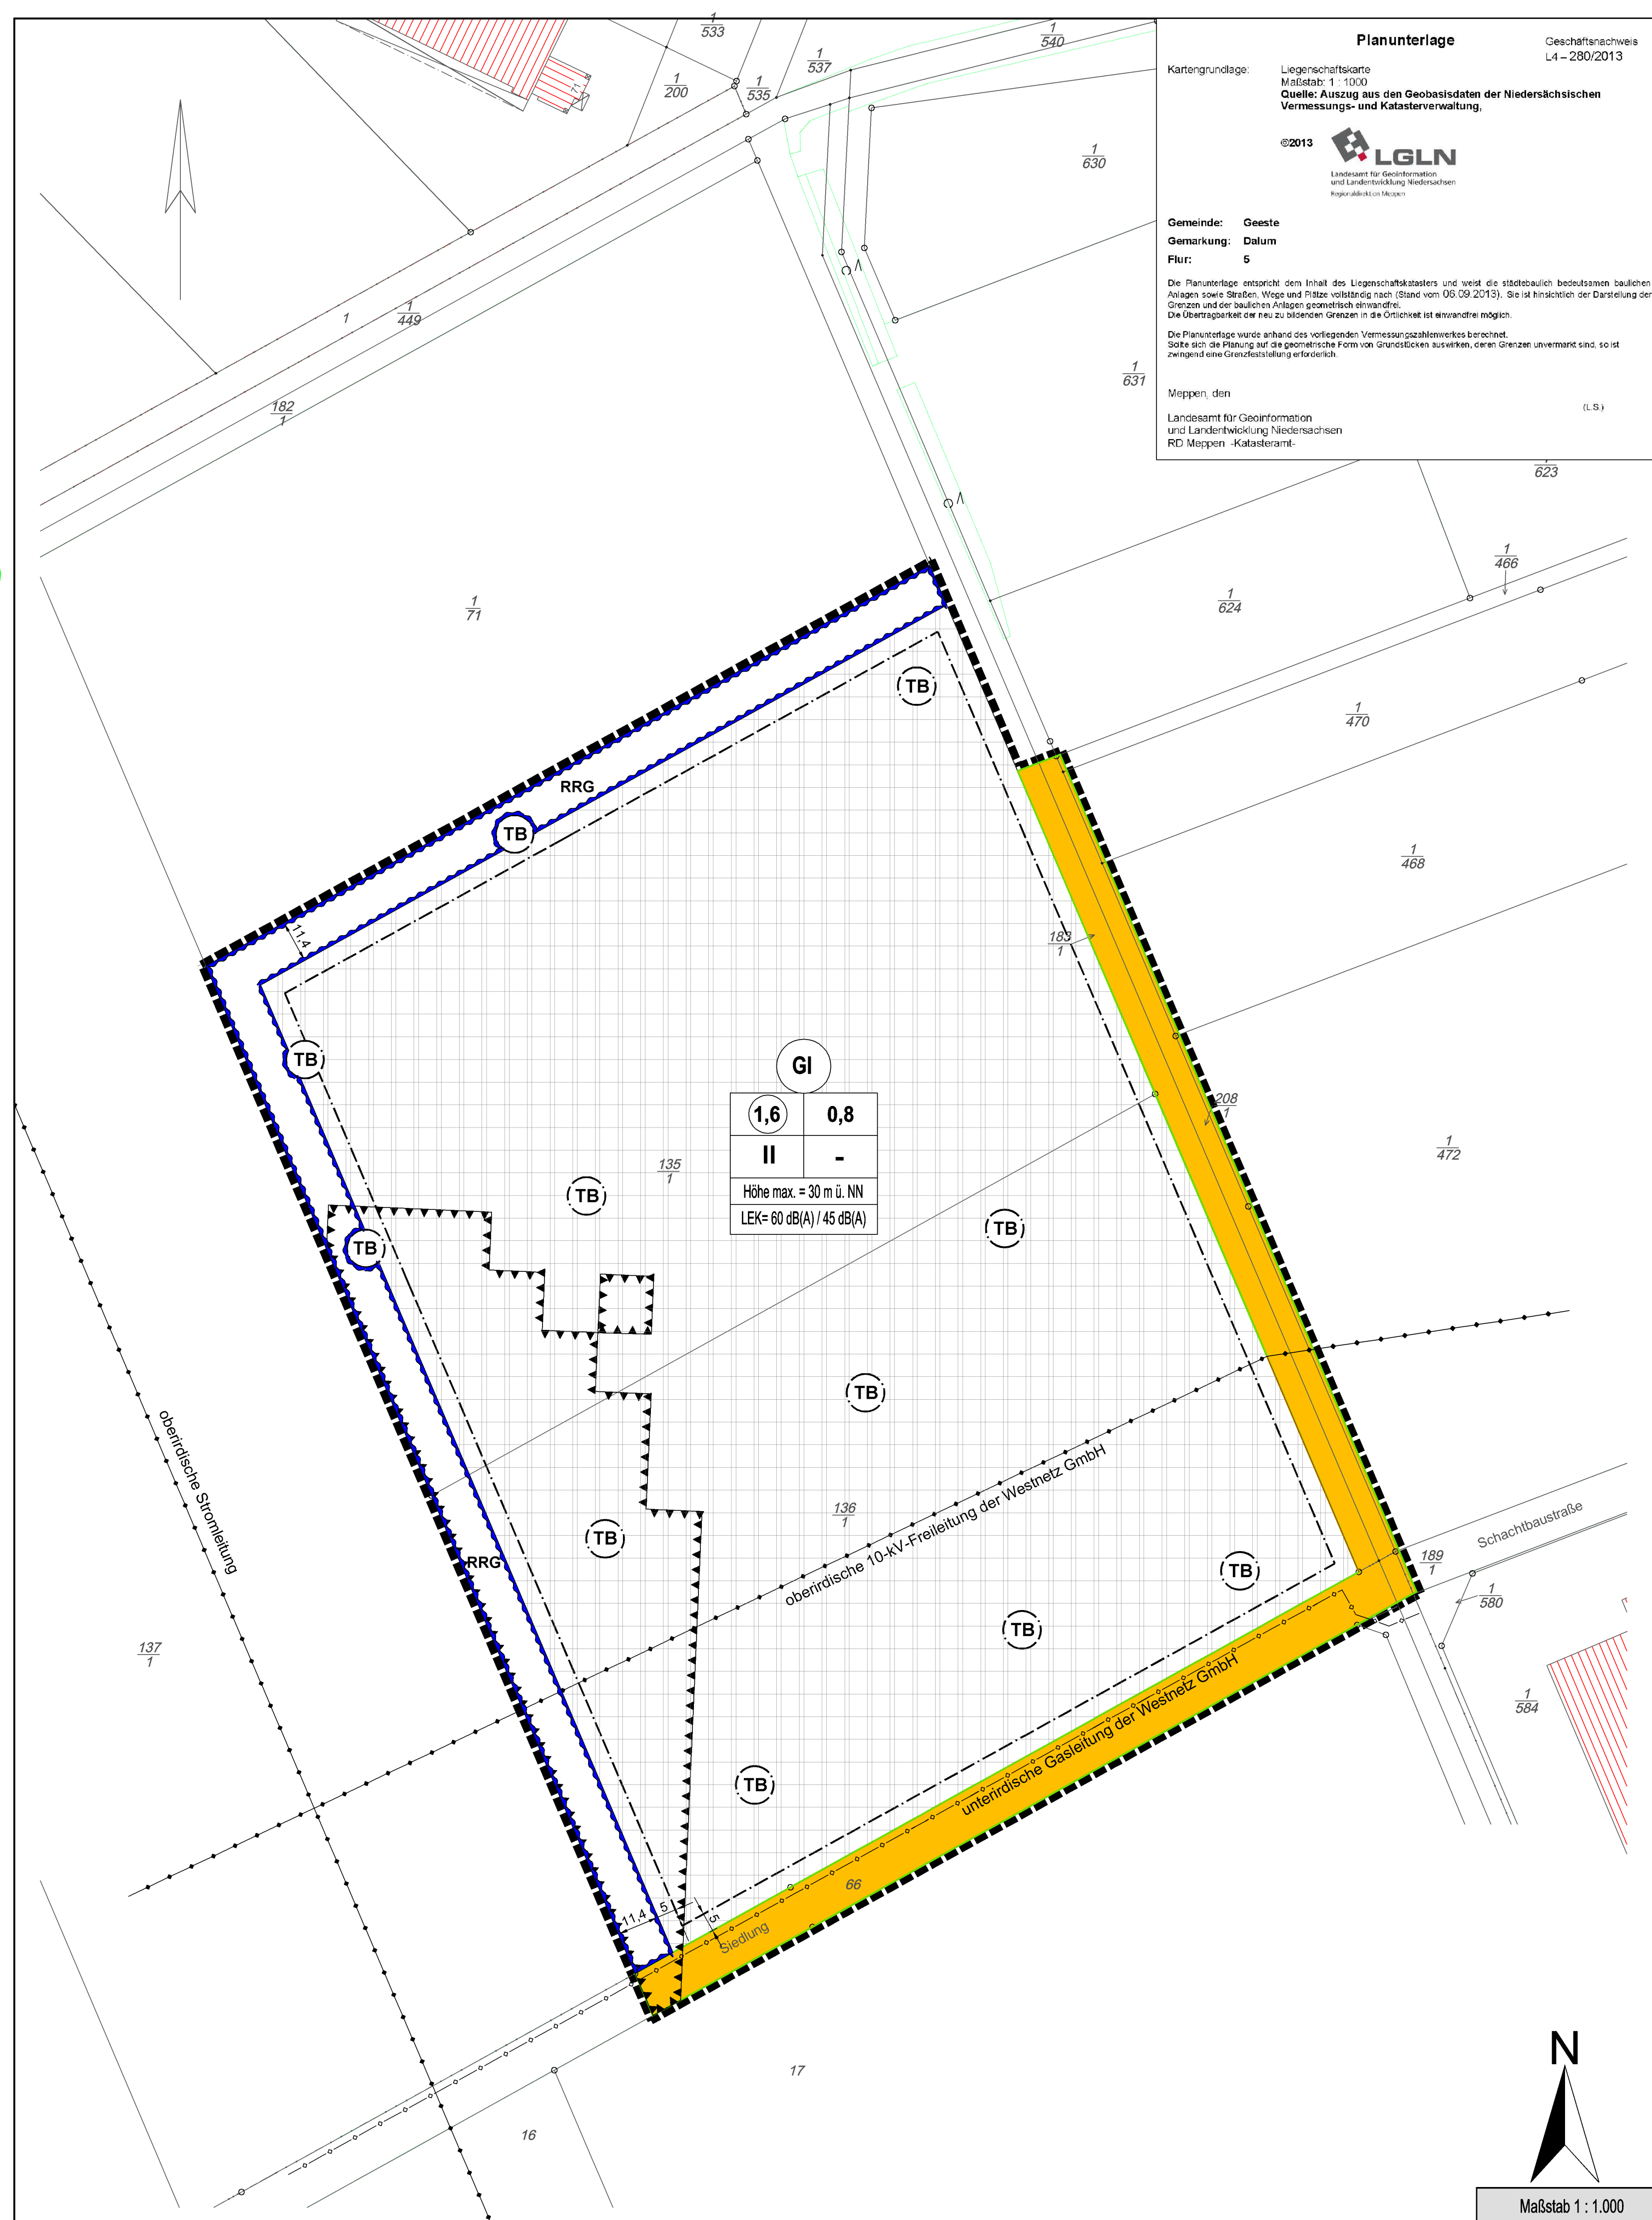 Planunterlage
Geschäftsnachweis
L4 – 280/2013
Kartengrundlage:
Liegenschaftskarte
Maßstab: 1 : 1000
Quelle: Auszug aus den Geobasisdaten der Niedersächsischen
Vermessungs- und Katasterverwaltung,
©2013
LGLN
Landesamt für Geoinformation
und Landentwicklung Niedersachsen
Regionaldirektion Meppen
Gemeinde: Geeste
Gemarkung: Dalum
Flur: 5
Die Planunterlage entspricht dem Inhalt des Liegenschaftskatasters und weist die städtebaulich bedeutsamen baulichen
Anlagen sowie Straßen, Wege und Plätze vollständig nach (Stand vom 06.09.2013). Sie ist hinsichtlich der Darstellung der
Grenzen und der baulichen Anlagen geometrisch einwandfrei.
Die Übertragbarkeit der neu zu bildenden Grenzen in die Örtlichkeit ist einwandfrei möglich.
Die Planunterlage wurde anhand des vorliegenden Vermessungszahlenwerkes berechnet.
Sollte sich die Planung auf die geometrische Form von Grundstücken auswirken, deren Grenzen unvermarkt sind, so ist
zwingend eine Grenzfeststellung erforderlich.
Meppen, den
(L.S.)
Landesamt für Geoinformation
und Landentwicklung Niedersachsen
RD Meppen -Katasteramt-
1
533
1
540
1
537
1
200
1
535
71
1
630
1
1
449
182
1
1
631
V
V
623
1
466
1
71
1
624
1
470
TB
RRG
TB
1
468
11,4
183
1
TB
GI
1,6
0,8
II
-
Höhe max. = 30 m ü. NN
LEK= 60 dB(A) / 45 dB(A)
208
1
1
472
135
1
TB
TB
TB
TB
oberirdische Stromleitung
oberirdische 10-kV-Freileitung der Westnetz GmbH
136
1
Schachtbaustraße
TB
RRG
189
1
TB
1
580
TB
137
1
1
584
unterirdische Gasleitung der Westnetz GmbH
TB
66
11,4
5
5
Siedlung
17
16
N
Maßstab 1 : 1.000